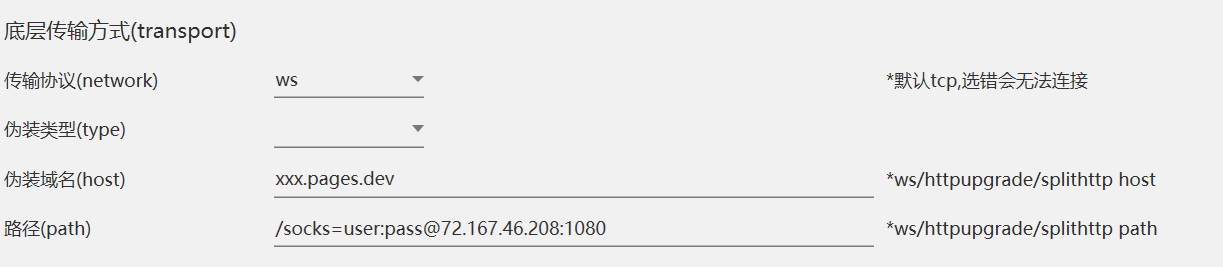 底层传输方式(transport)
传输协议(network) ws *默认tcp,选错会无法连接
伪装类型(type)
伪装域名(host) xxx.pages.dev *ws/httpupgrade/splithttp host
路径(path) /socks=user:pass@72.167.46.208:1080 *ws/httpupgrade/splithttp path